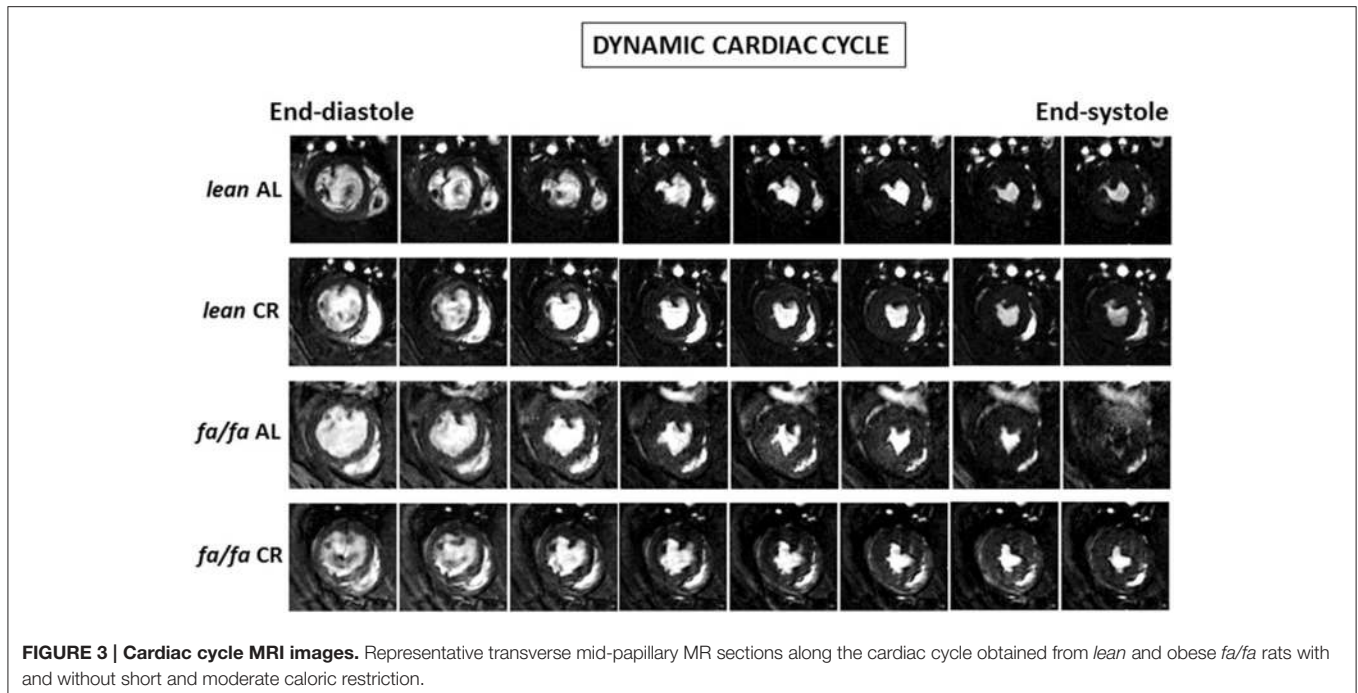 DYNAMIC CARDIAC CYCLE
End-diastole
End-systole
lean AL
lean CR
fa/fa AL
fa/fa CR
FIGURE 3 | Cardiac cycle MRI images. Representative transverse mid-papillary MR sections along the cardiac cycle obtained from lean and obese fa/fa rats with
and without short and moderate caloric restriction.